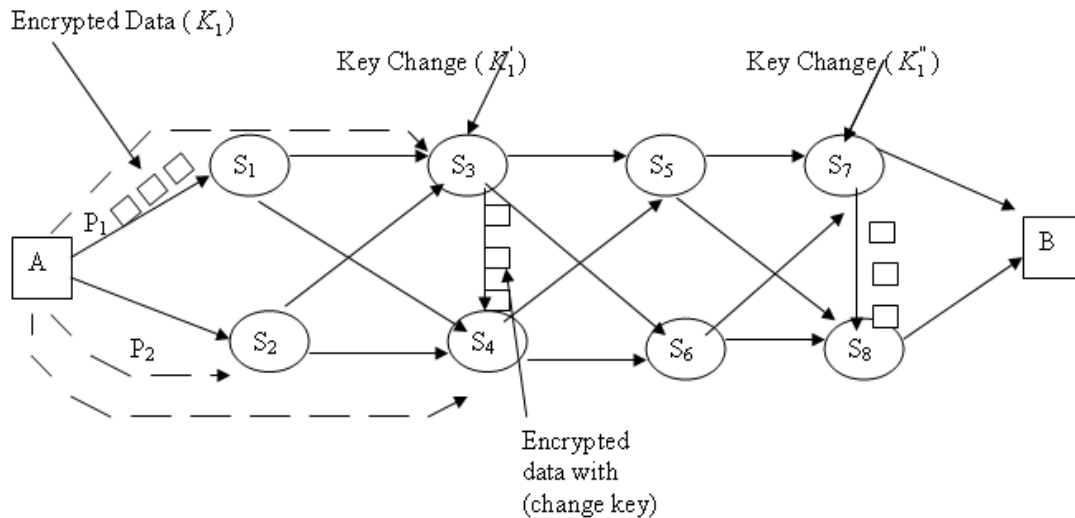 Encrypted Data ( K₁ )
Key Change ( K₁' )
Key Change ( K₁" )
S₁
S₃
S₅
S₇
P₁
A
B
P₂
S₂
S₄
S₆
S₈
Encrypted
data with
(change key)